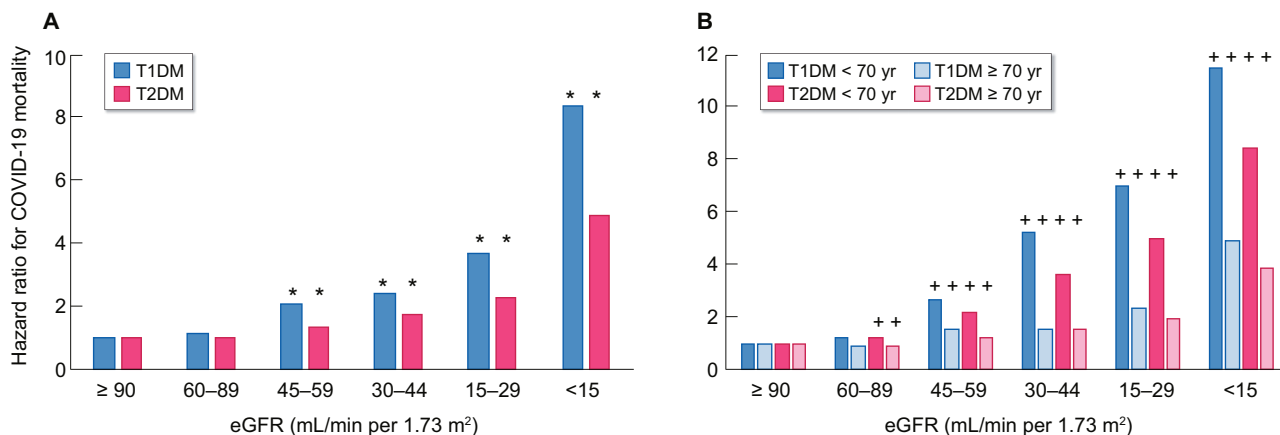 A
Hazard ratio for COVID-19 mortality
10
8
6
4
2
0
T1DM
T2DM
* *
* *
* *
* *
≥ 90 60–89 45–59 30–44 15–29 <15
eGFR (mL/min per 1.73 m²)
B
12
10
8
6
4
2
0
T1DM < 70 yr T1DM ≥ 70 yr
T2DM < 70 yr T2DM ≥ 70 yr
+ +
+ + + +
+ + + +
+ + + +
+ + + +
≥ 90 60–89 45–59 30–44 15–29 <15
eGFR (mL/min per 1.73 m²)